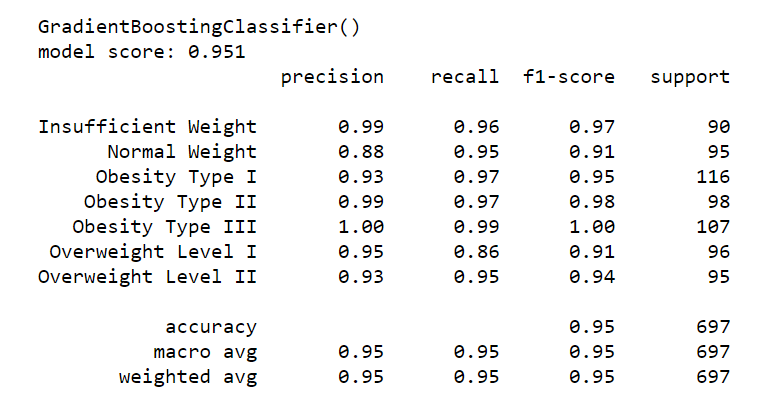 GradientBoostingClassifier()
model score: 0.951
precision recall f1-score support
Insufficient Weight 0.99 0.96 0.97 90
Normal Weight 0.88 0.95 0.91 95
Obesity Type I 0.93 0.97 0.95 116
Obesity Type II 0.99 0.97 0.98 98
Obesity Type III 1.00 0.99 1.00 107
Overweight Level I 0.95 0.86 0.91 96
Overweight Level II 0.93 0.95 0.94 95
accuracy 0.95 697
macro avg 0.95 0.95 0.95 697
weighted avg 0.95 0.95 0.95 697